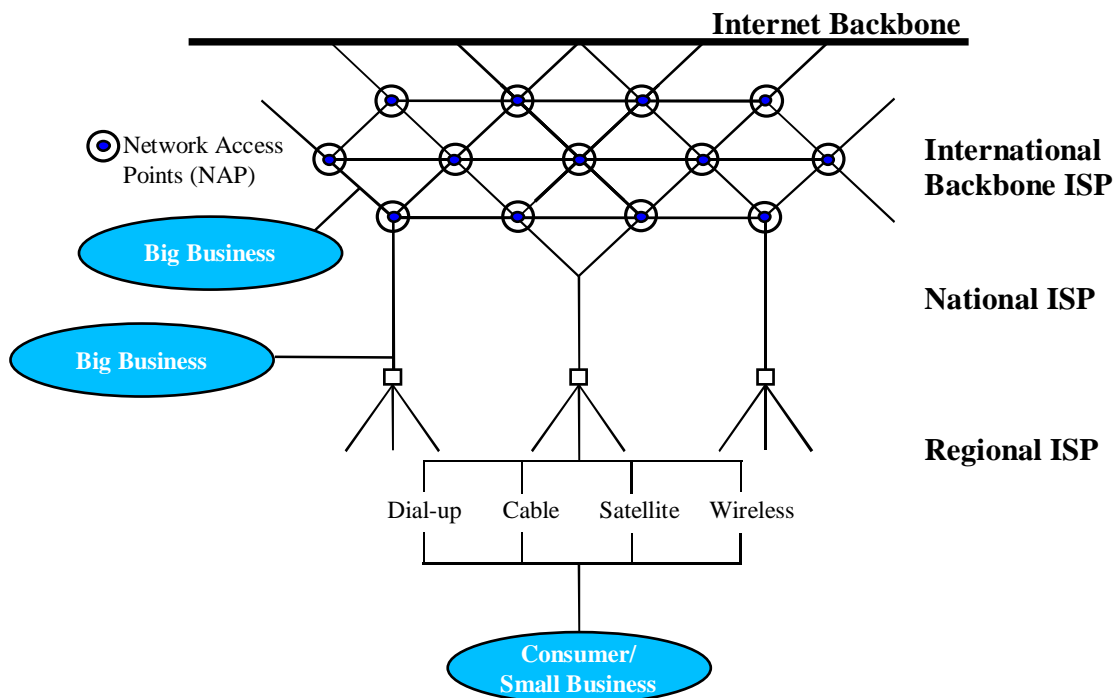 Internet Backbone
Network Access
Points (NAP)
International
Backbone ISP
Big Business
National ISP
Big Business
Regional ISP
Dial-up Cable Satellite Wireless
Consumer/
Small Business